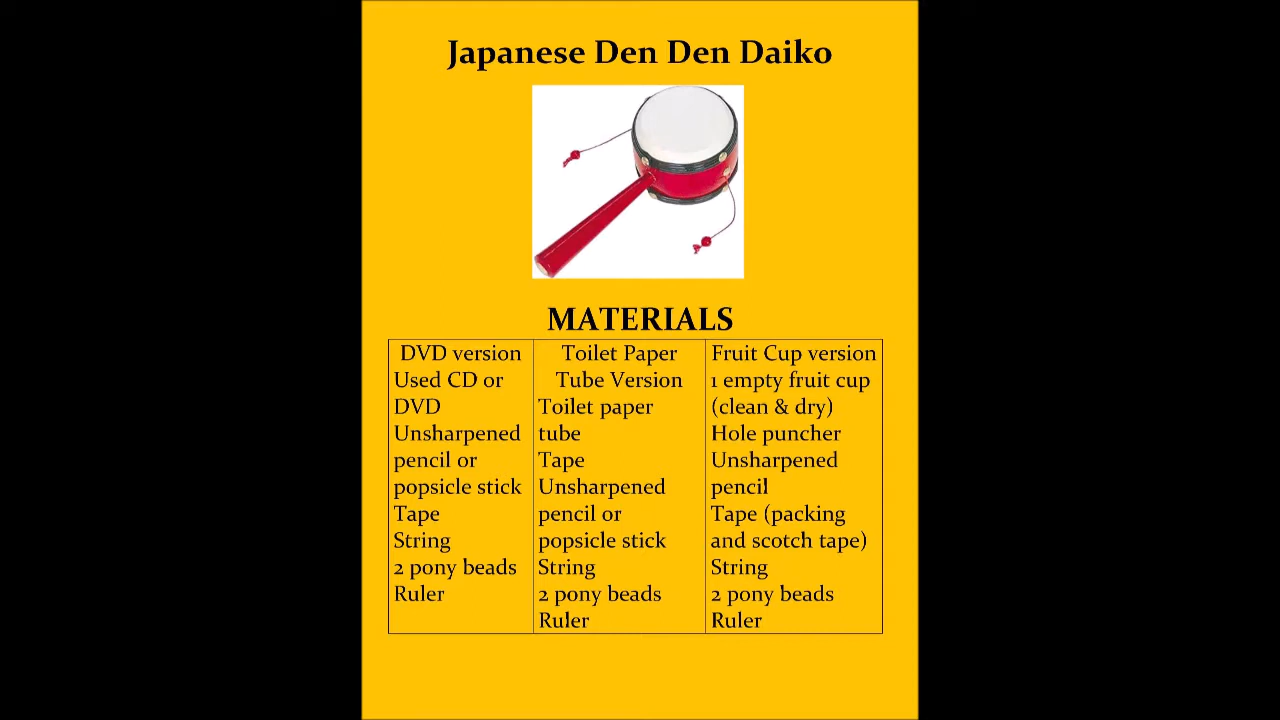 Japanese Den Den Daiko
MATERIALS
DVD version
Used CD or
DVD
Unsharpened
pencil or
popsicle stick
Tape
String
2 pony beads
Ruler
Toilet Paper
Tube Version
Toilet paper
tube
Tape
Unsharpened
pencil or
popsicle stick
String
2 pony beads
Ruler
Fruit Cup version
1 empty fruit cup
(clean & dry)
Hole puncher
Unsharpened
pencil
Tape (packing
and scotch tape)
String
2 pony beads
Ruler